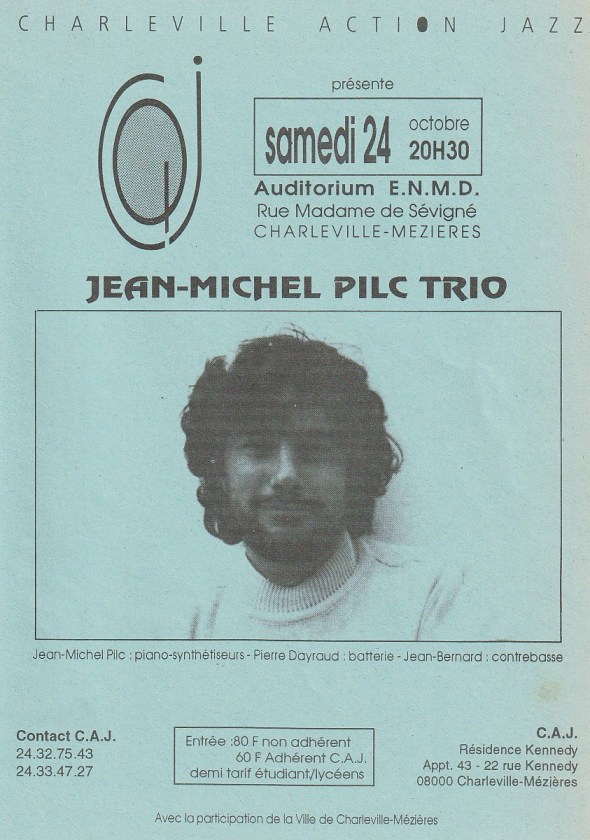 CHARLEVILLE ACTION JAZZ
CAJ
présente
samedi 24 octobre 20H30
Auditorium E.N.M.D.
Rue Madame de Sévigné
CHARLEVILLE-MEZIERES
JEAN-MICHEL PILC TRIO
Jean-Michel Pilc : piano-synthétiseurs - Pierre Dayraud : batterie - Jean-Bernard : contrebasse
Contact C.A.J.
24.32.75.43
24.33.47.27
Entrée :80 F non adhérent
60 F Adhérent C.A.J.
demi tarif étudiant/lycéens
C.A.J.
Résidence Kennedy
Appt. 43 - 22 rue Kennedy
08000 Charleville-Mézières
Avec la participation de la Ville de Charleville-Mézières